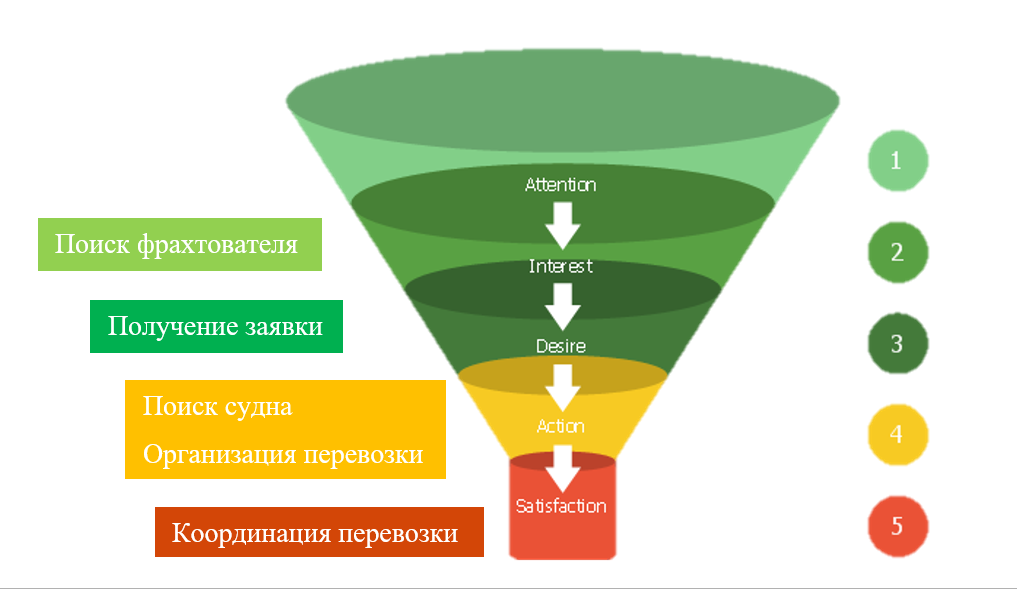 Attention
1
Поиск фрахтователя
2
Interest
Получение заявки
Desire
3
Поиск судна
Организация перевозки
Action
4
Satisfaction
Координация перевозки
5